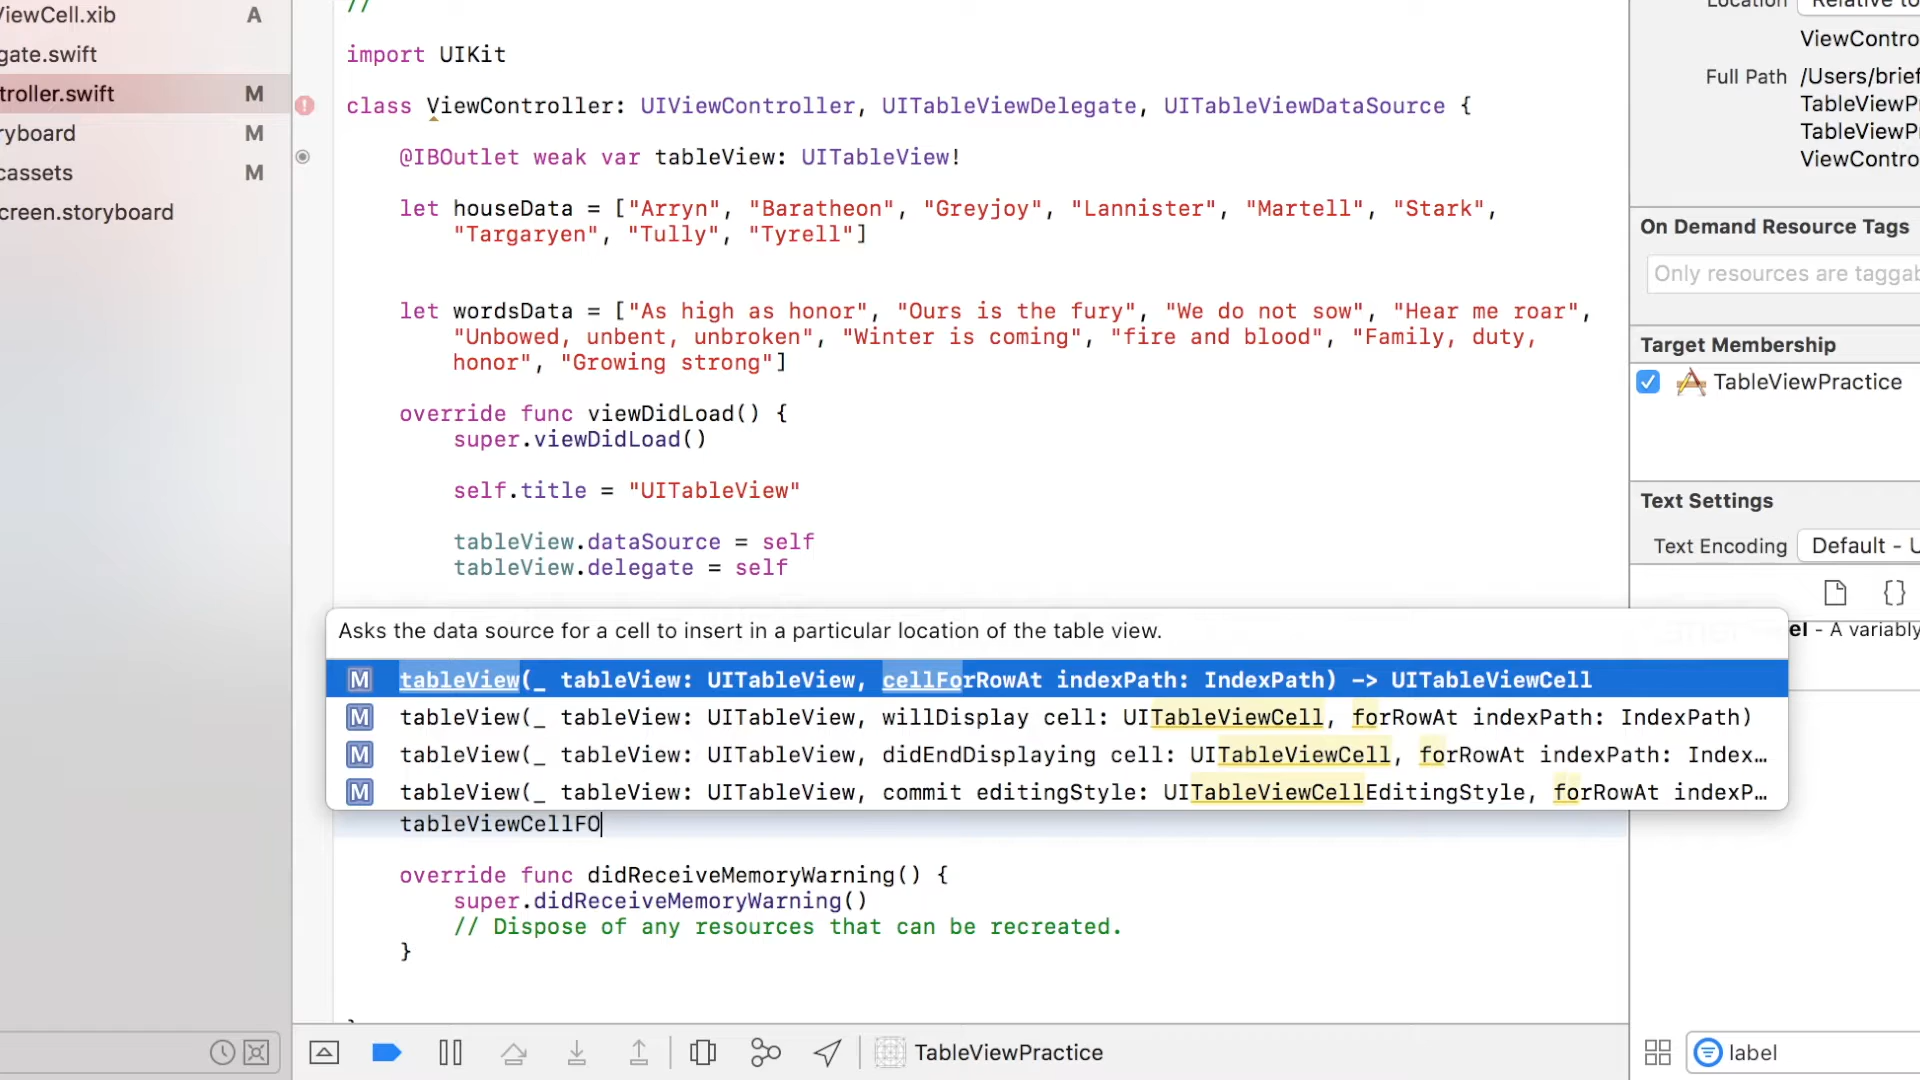 iewCell.xib A
gate.swift
troller.swift M
ryboard M
cassets M
creen.storyboard
//
import UIKit
class ViewController: UIViewController, UITableViewDelegate, UITableViewDataSource {
@IBOutlet weak var tableView: UITableView!
let houseData = ["Arryn", "Baratheon", "Greyjoy", "Lannister", "Martell", "Stark",
"Targaryen", "Tully", "Tyrell"]
let wordsData = ["As high as honor", "Ours is the fury", "We do not sow", "Hear me roar",
"Unbowed, unbent, unbroken", "Winter is coming", "fire and blood", "Family, duty,
honor", "Growing strong"]
override func viewDidLoad() {
super.viewDidLoad()
self.title = "UITableView"
tableView.dataSource = self
tableView.delegate = self
Asks the data source for a cell to insert in a particular location of the table view.
M tableView(_ tableView: UITableView, cellForRowAt indexPath: IndexPath) -> UITableViewCell
M tableView(_ tableView: UITableView, willDisplay cell: UITableViewCell, forRowAt indexPath: IndexPath)
M tableView(_ tableView: UITableView, didEndDisplaying cell: UITableViewCell, forRowAt indexPath: Index…
M tableView(_ tableView: UITableView, commit editingStyle: UITableViewCellEditingStyle, forRowAt indexP…
tableViewCellFO
override func didReceiveMemoryWarning() {
super.didReceiveMemoryWarning()
// Dispose of any resources that can be recreated.
}
TableViewPractice
Location Relative to
ViewContro
Full Path /Users/brief
TableViewPr
TableViewPr
ViewContro
On Demand Resource Tags
Only resources are taggab
Target Membership
TableViewPractice
Text Settings
Text Encoding Default - U
{}
el - A variably
label